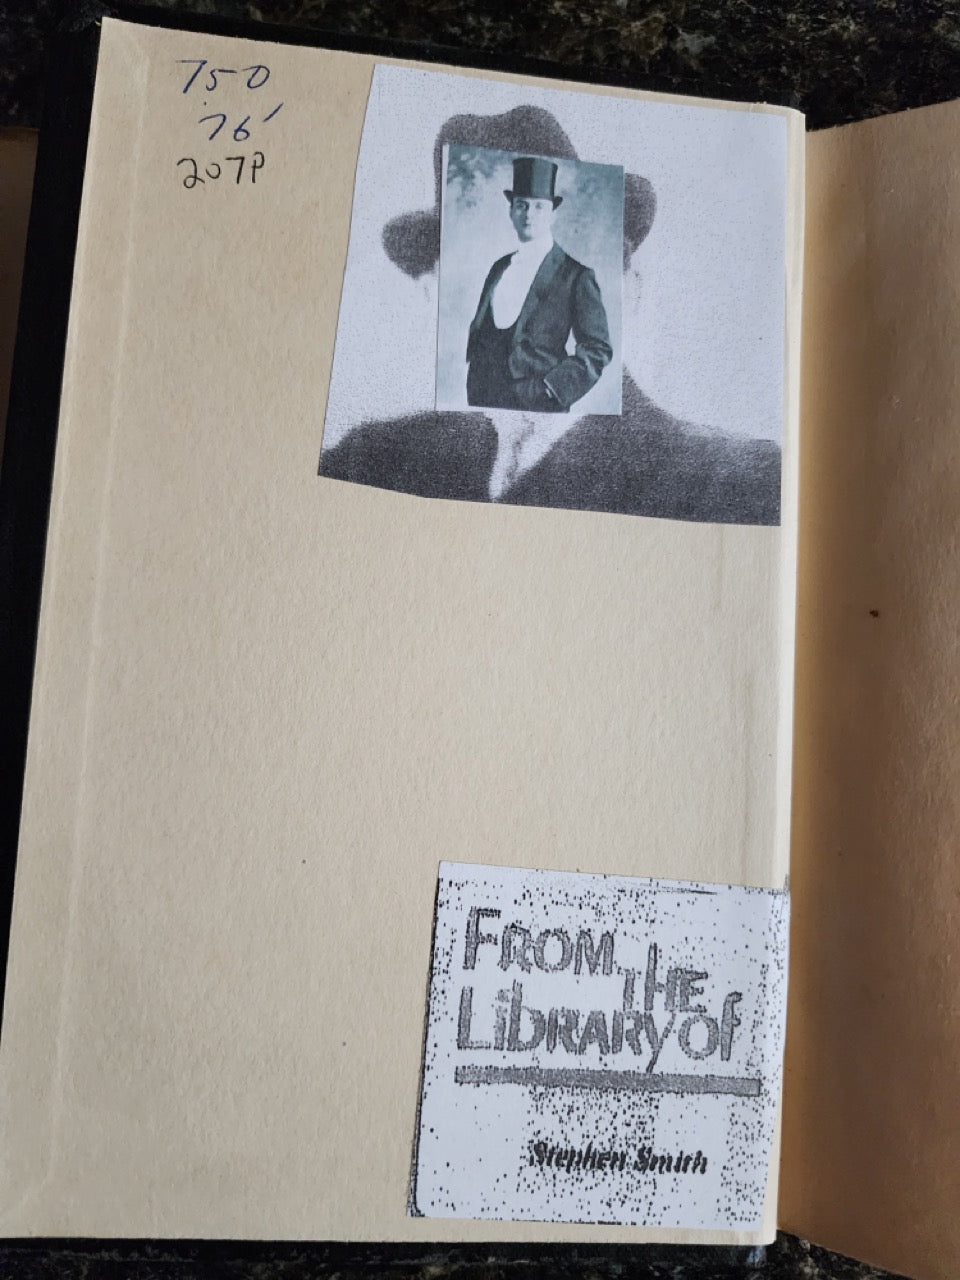 750
'76'
207P
FROM THE
LibRARy of
Stephen Smith